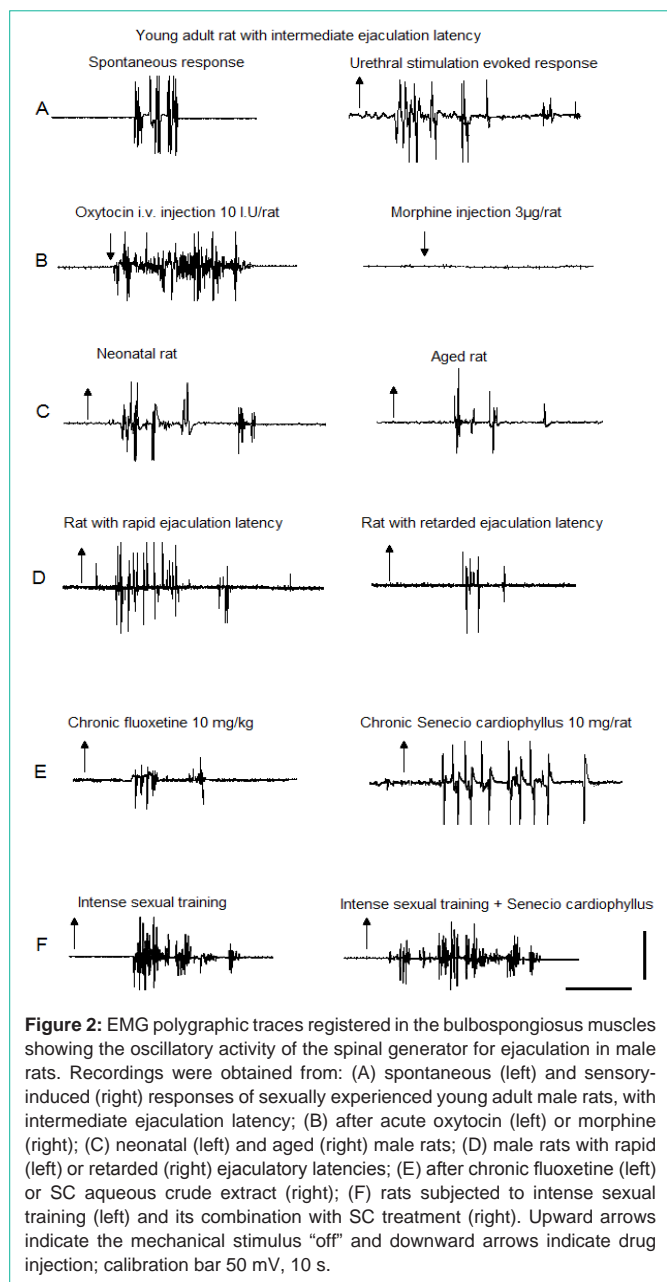 Young adult rat with intermediate ejaculation latency
Spontaneous response
Urethral stimulation evoked response
A
Oxytocin i.v. injection 10 I.U/rat
Morphine injection 3µg/rat
B
Neonatal rat
Aged rat
C
Rat with rapid ejaculation latency
Rat with retarded ejaculation latency
D
Chronic fluoxetine 10 mg/kg
Chronic Senecio cardiophyllus 10 mg/rat
E
Intense sexual training
Intense sexual training + Senecio cardiophyllus
F
Figure 2: EMG polygraphic traces registered in the bulbospongiosus muscles
showing the oscillatory activity of the spinal generator for ejaculation in male
rats. Recordings were obtained from: (A) spontaneous (left) and sensory-
induced (right) responses of sexually experienced young adult male rats, with
intermediate ejaculation latency; (B) after acute oxytocin (left) or morphine
(right); (C) neonatal (left) and aged (right) male rats; (D) male rats with rapid
(left) or retarded (right) ejaculatory latencies; (E) after chronic fluoxetine (left)
or SC aqueous crude extract (right); (F) rats subjected to intense sexual
training (left) and its combination with SC treatment (right). Upward arrows
indicate the mechanical stimulus “off” and downward arrows indicate drug
injection; calibration bar 50 mV, 10 s.